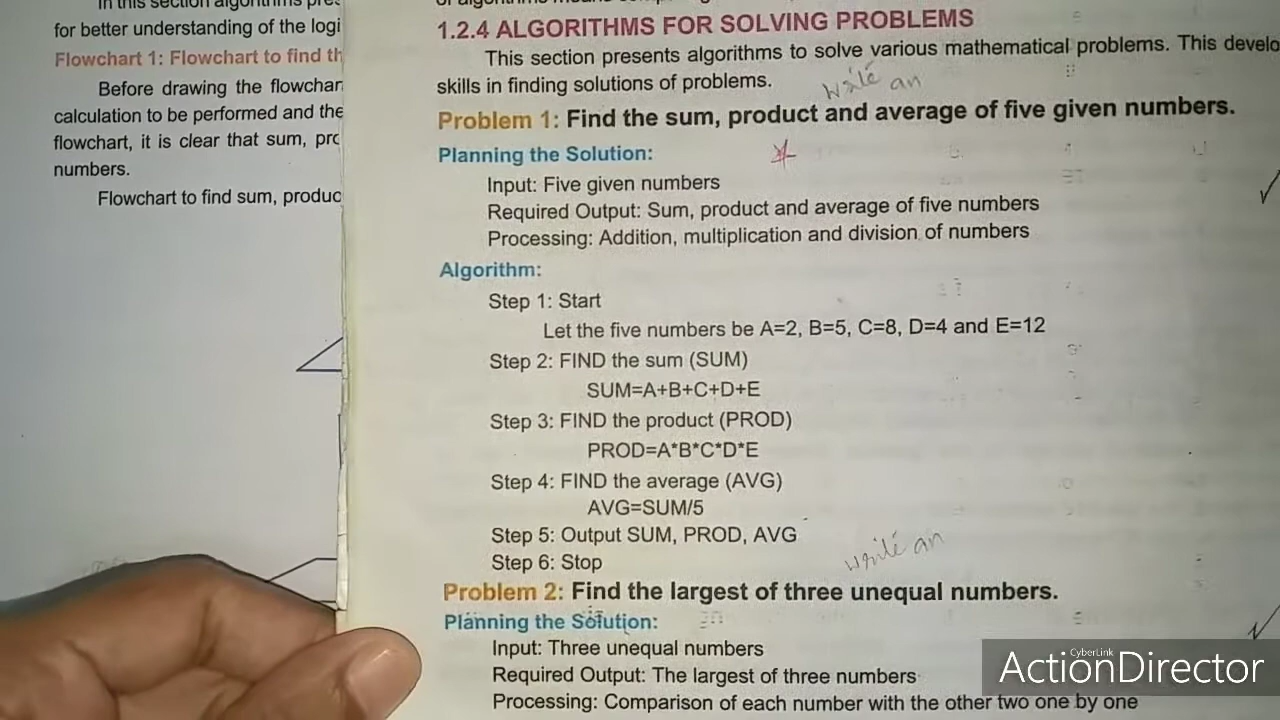 In this section algorithms
for better understanding of the logi
Flowchart 1: Flowchart to find th
Before drawing the flowchar
calculation to be performed and the
flowchart, it is clear that sum, pro
numbers.
Flowchart to find sum, produc
1.2.4 ALGORITHMS FOR SOLVING PROBLEMS
This section presents algorithms to solve various mathematical problems. This develo
skills in finding solutions of problems.
write an
Problem 1: Find the sum, product and average of five given numbers.
Planning the Solution:
Input: Five given numbers
Required Output: Sum, product and average of five numbers
Processing: Addition, multiplication and division of numbers
Algorithm:
Step 1: Start
Let the five numbers be A=2, B=5, C=8, D=4 and E=12
Step 2: FIND the sum (SUM)
SUM=A+B+C+D+E
Step 3: FIND the product (PROD)
PROD=A*B*C*D*E
Step 4: FIND the average (AVG)
AVG=SUM/5
Step 5: Output SUM, PROD, AVG
Step 6: Stop
write an
Problem 2: Find the largest of three unequal numbers.
Planning the Solution:
Input: Three unequal numbers
Required Output: The largest of three numbers
Processing: Comparison of each number with the other two one by one
CyberLink
ActionDirector